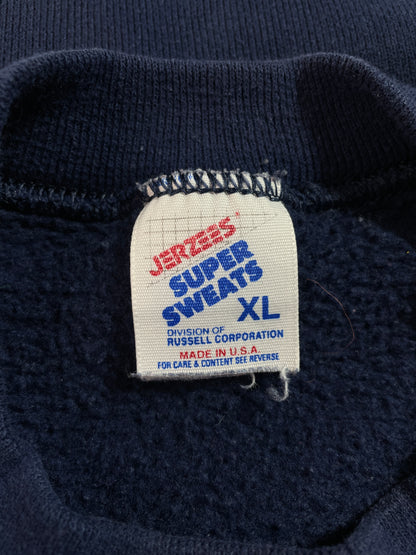 JERZEES®
SUPER
SWEATS
XL
DIVISION OF
RUSSELL CORPORATION
MADE IN U.S.A.
FOR CARE & CONTENT SEE REVERSE